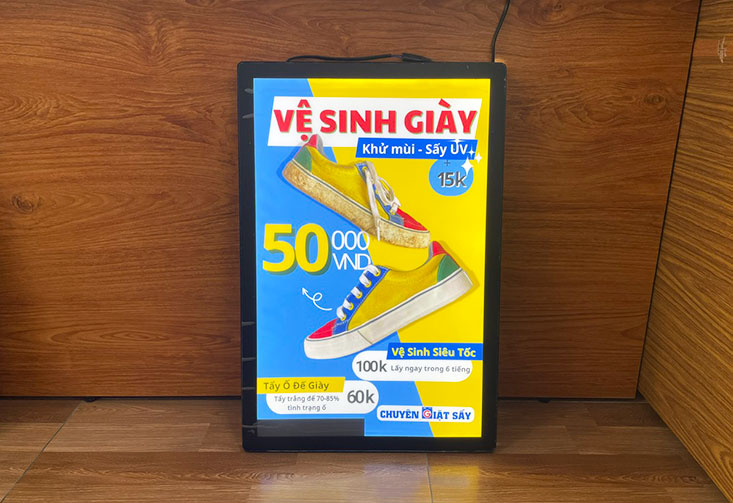 VỆ SINH GIÀY
Khử mùi - Sấy UV
+
15k
50 000
VND
Vệ Sinh Siêu Tốc
100k Lấy ngay trong 6 tiếng
Tẩy Ố Đế Giày
Tẩy trắng đế 70-85%
tình trạng ố
60k
CHUYÊN GIẶT SẤY